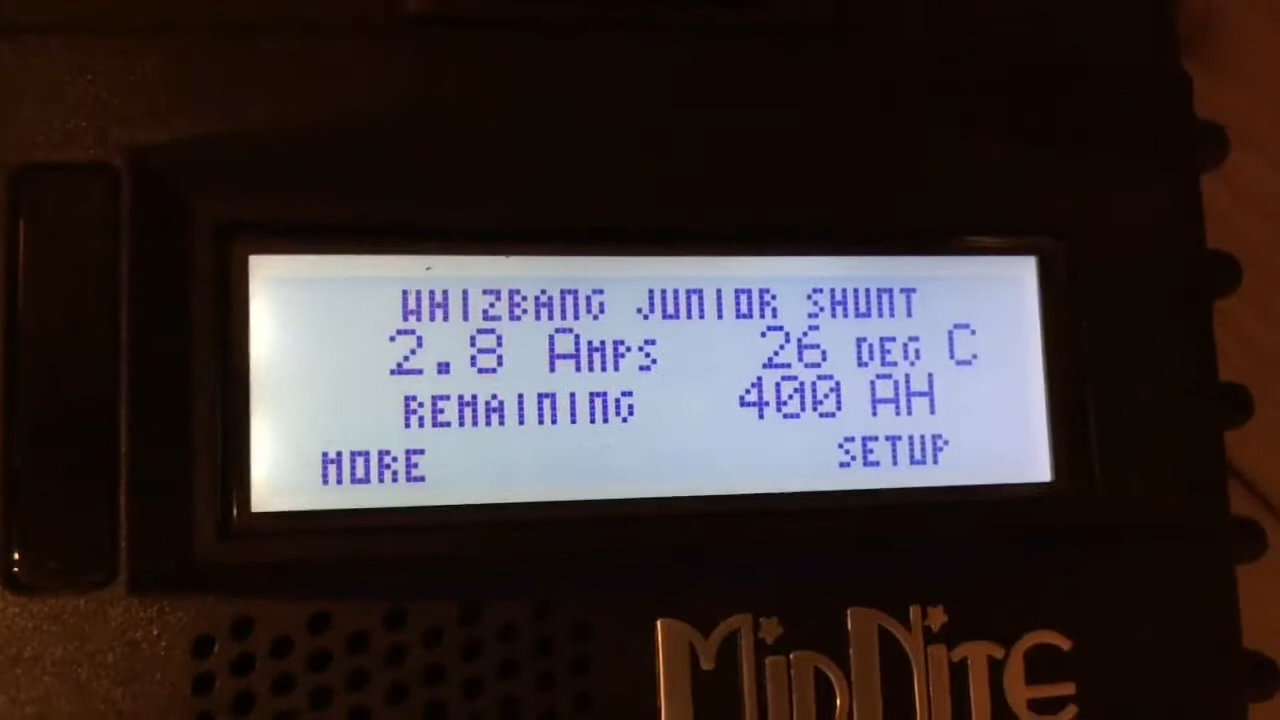 WHIZBANG JUNIOR SHUNT
2.8 AMPS 26 DEG C
REMAINING 400 AH
MORE SETUP
MIDNITE